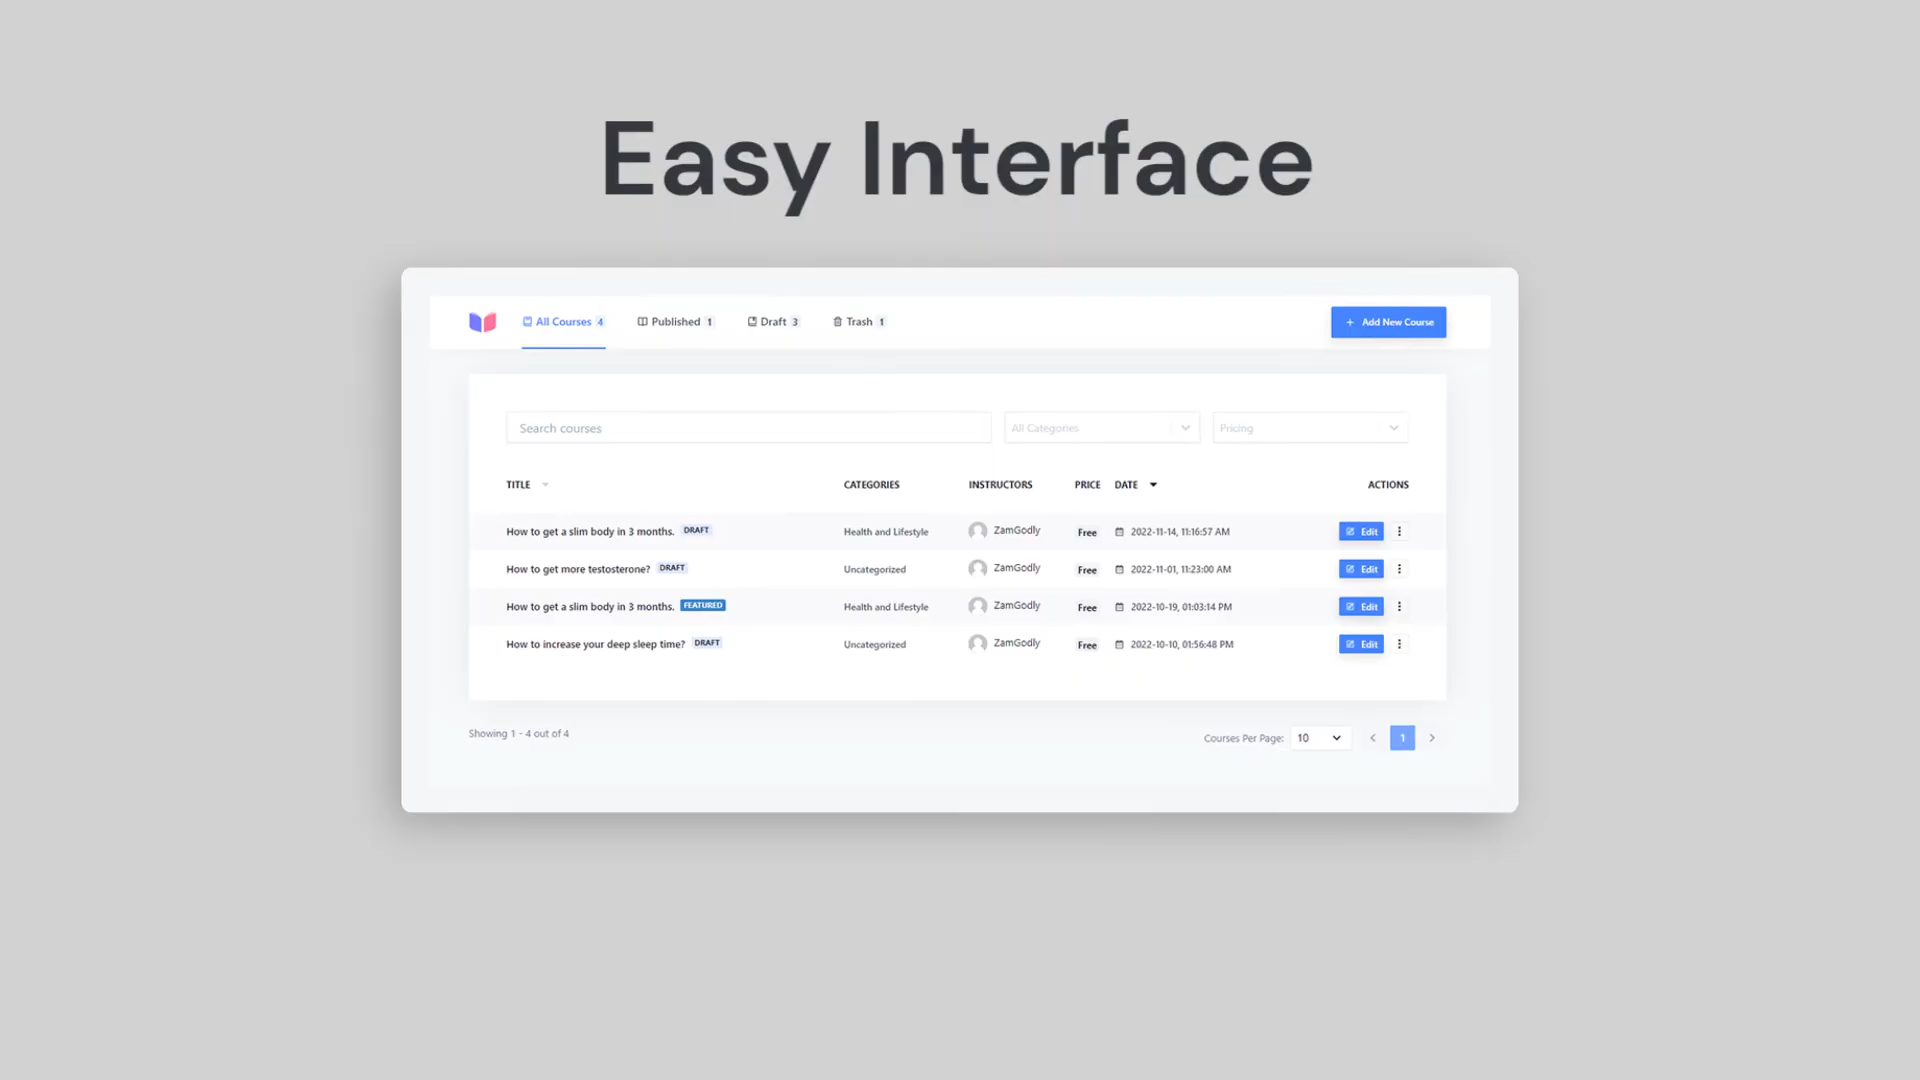 Easy Interface
All Courses 4 Published 1 Draft 3 Trash 1 + Add New Course
Search courses All Categories Pricing
TITLE CATEGORIES INSTRUCTORS PRICE DATE ACTIONS
How to get a slim body in 3 months. DRAFT Health and Lifestyle ZamGodly Free 2022-11-14, 11:16:57 AM Edit
How to get more testosterone? DRAFT Uncategorized ZamGodly Free 2022-11-01, 11:23:00 AM Edit
How to get a slim body in 3 months. FEATURED Health and Lifestyle ZamGodly Free 2022-10-19, 01:03:14 PM Edit
How to increase your deep sleep time? DRAFT Uncategorized ZamGodly Free 2022-10-10, 01:56:48 PM Edit
Showing 1 - 4 out of 4 Courses Per Page: 10 1